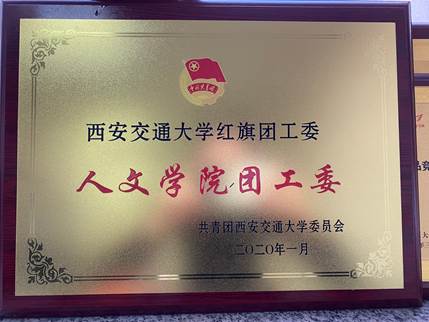 西安交通大学红旗团工委
人文学院团工委
共青团西安交通大学委员会
二〇二〇年一月